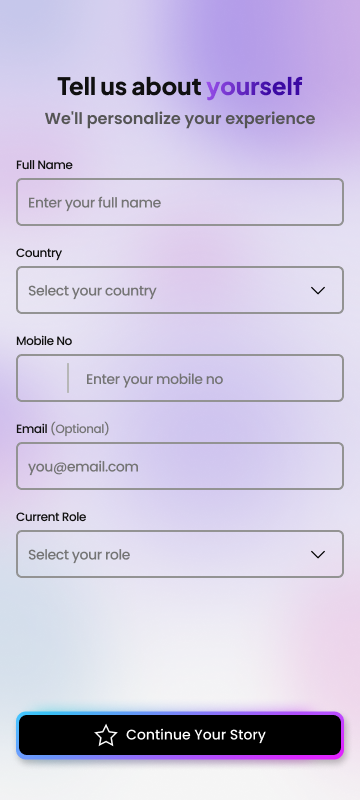 Tell us about yourself
We'll personalize your experience
Full Name
Enter your full name
Country
Select your country
Mobile No
Enter your mobile no
Email (Optional)
you@email.com
Current Role
Select your role
Continue Your Story